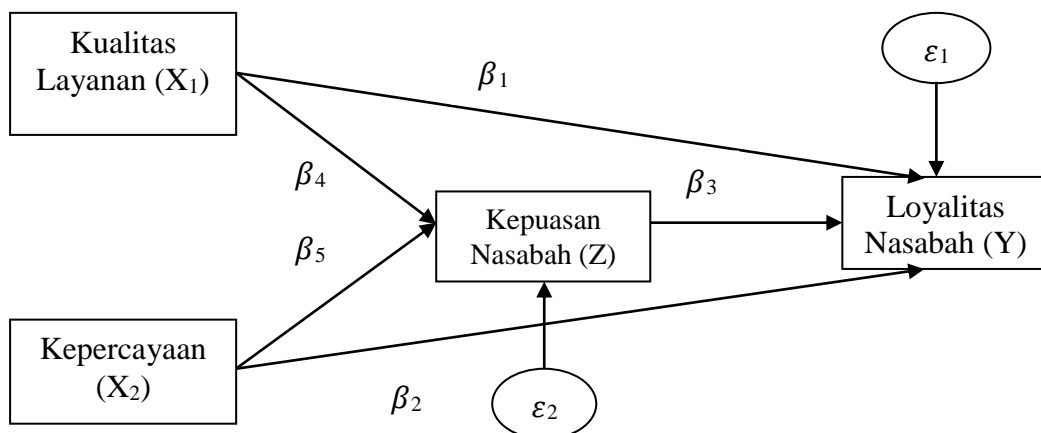 Kualitas
Layanan (X₁)
ε₁
β₁
β₄
β₃
Kepuasan
Nasabah (Z)
Loyalitas
Nasabah (Y)
β₅
Kepercayaan
(X₂)
β₂
ε₂